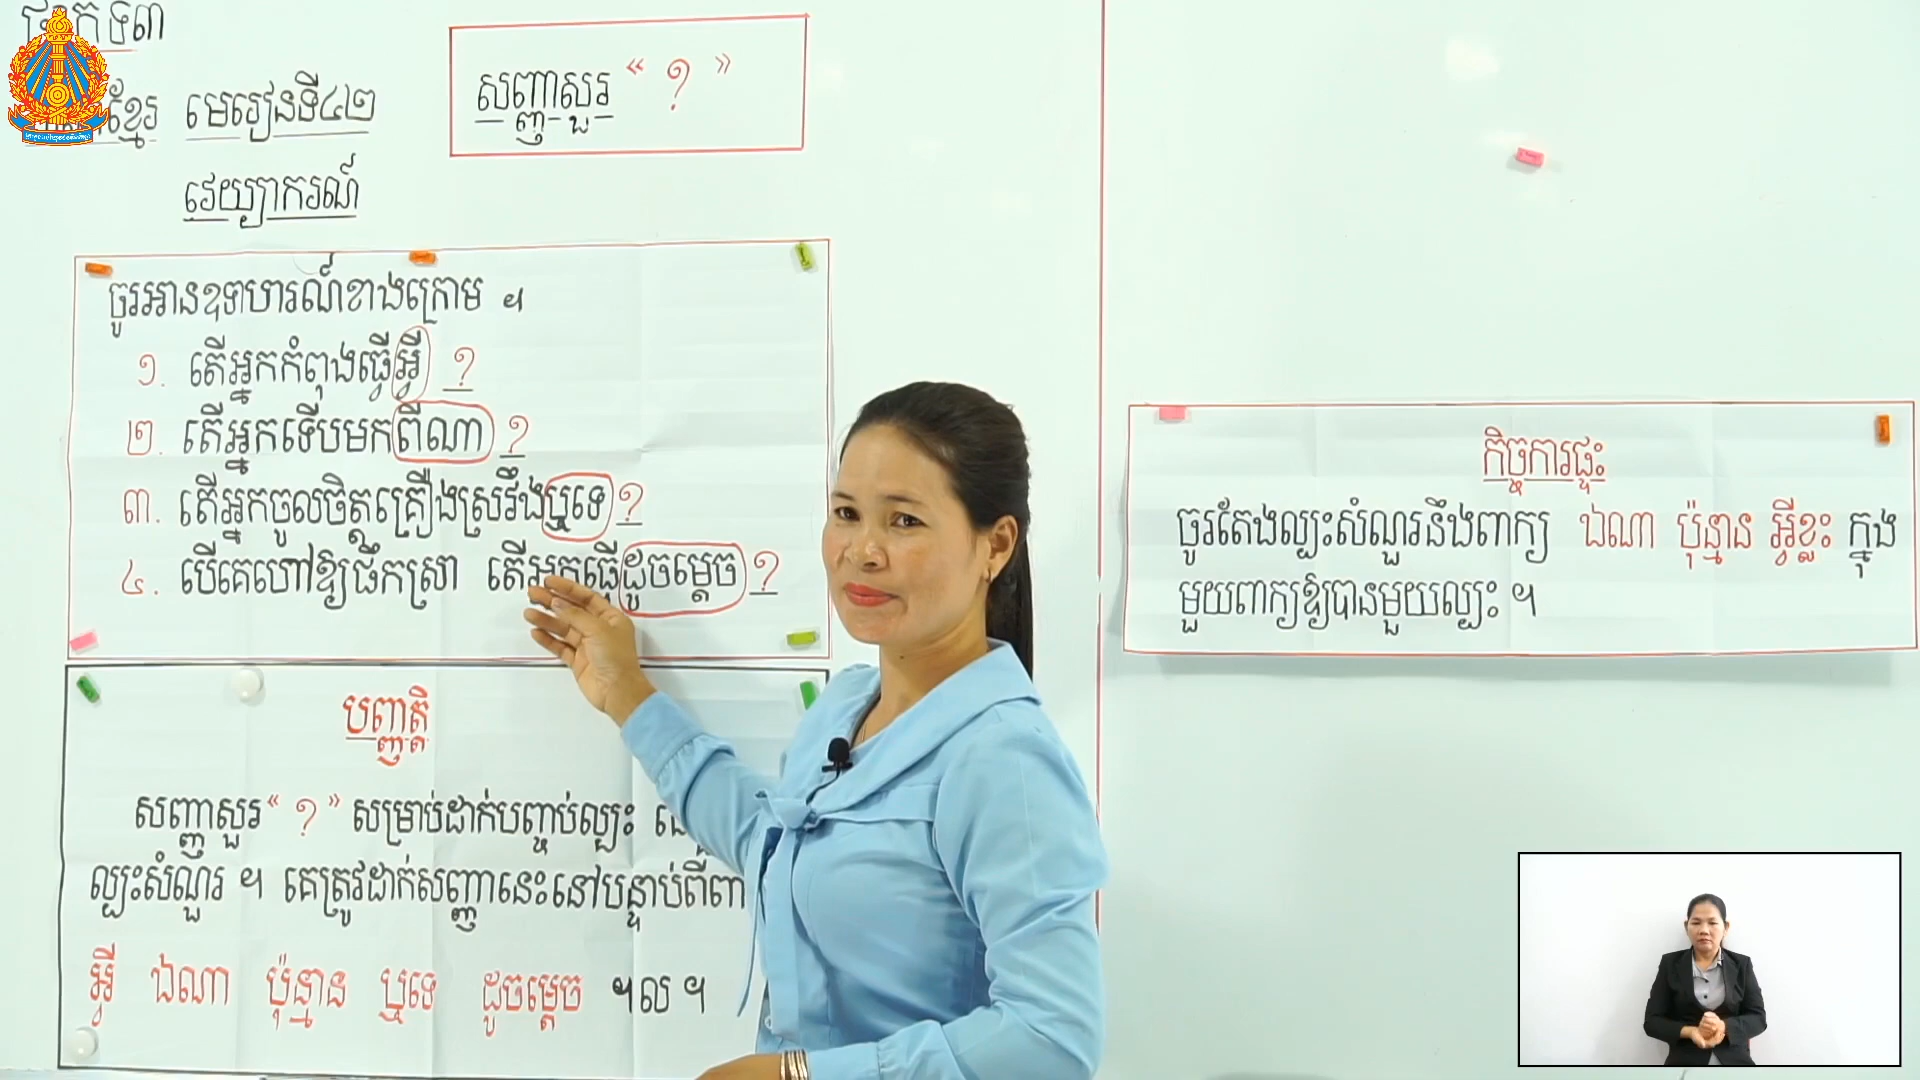 ខ្មែរ មេរៀនទី៤២
វេយ្យាករណ៍
សញ្ញាសួរ « ? »
ចូរអានឧទាហរណ៍ខាងក្រោម ។
១. តើអ្នកកំពុងធ្វើអ្វី ?
២. តើអ្នកទើបមកពីណា ?
៣. តើអ្នកចូលចិត្តគ្រឿងស្រវឹងឬទេ ?
៤. បើគេហៅឱ្យផឹកស្រា តើអ្នកធ្វើដូចម្ដេច ?
បញ្ញត្តិ
សញ្ញាសួរ « ? » សម្រាប់ដាក់បញ្ចប់ល្បះ
ល្បះសំណួរ ។ គេត្រូវដាក់សញ្ញានេះនៅបន្ទាប់ពីពា
អ្វី ឯណា ប៉ុន្មាន ឬទេ ដូចម្ដេច ។ល។
កិច្ចការផ្ទះ
ចូរតែងល្បះសំណួរនឹងពាក្យ ឯណា ប៉ុន្មាន អ្វីខ្លះ ក្នុង
មួយពាក្យឱ្យបានមួយល្បះ ។